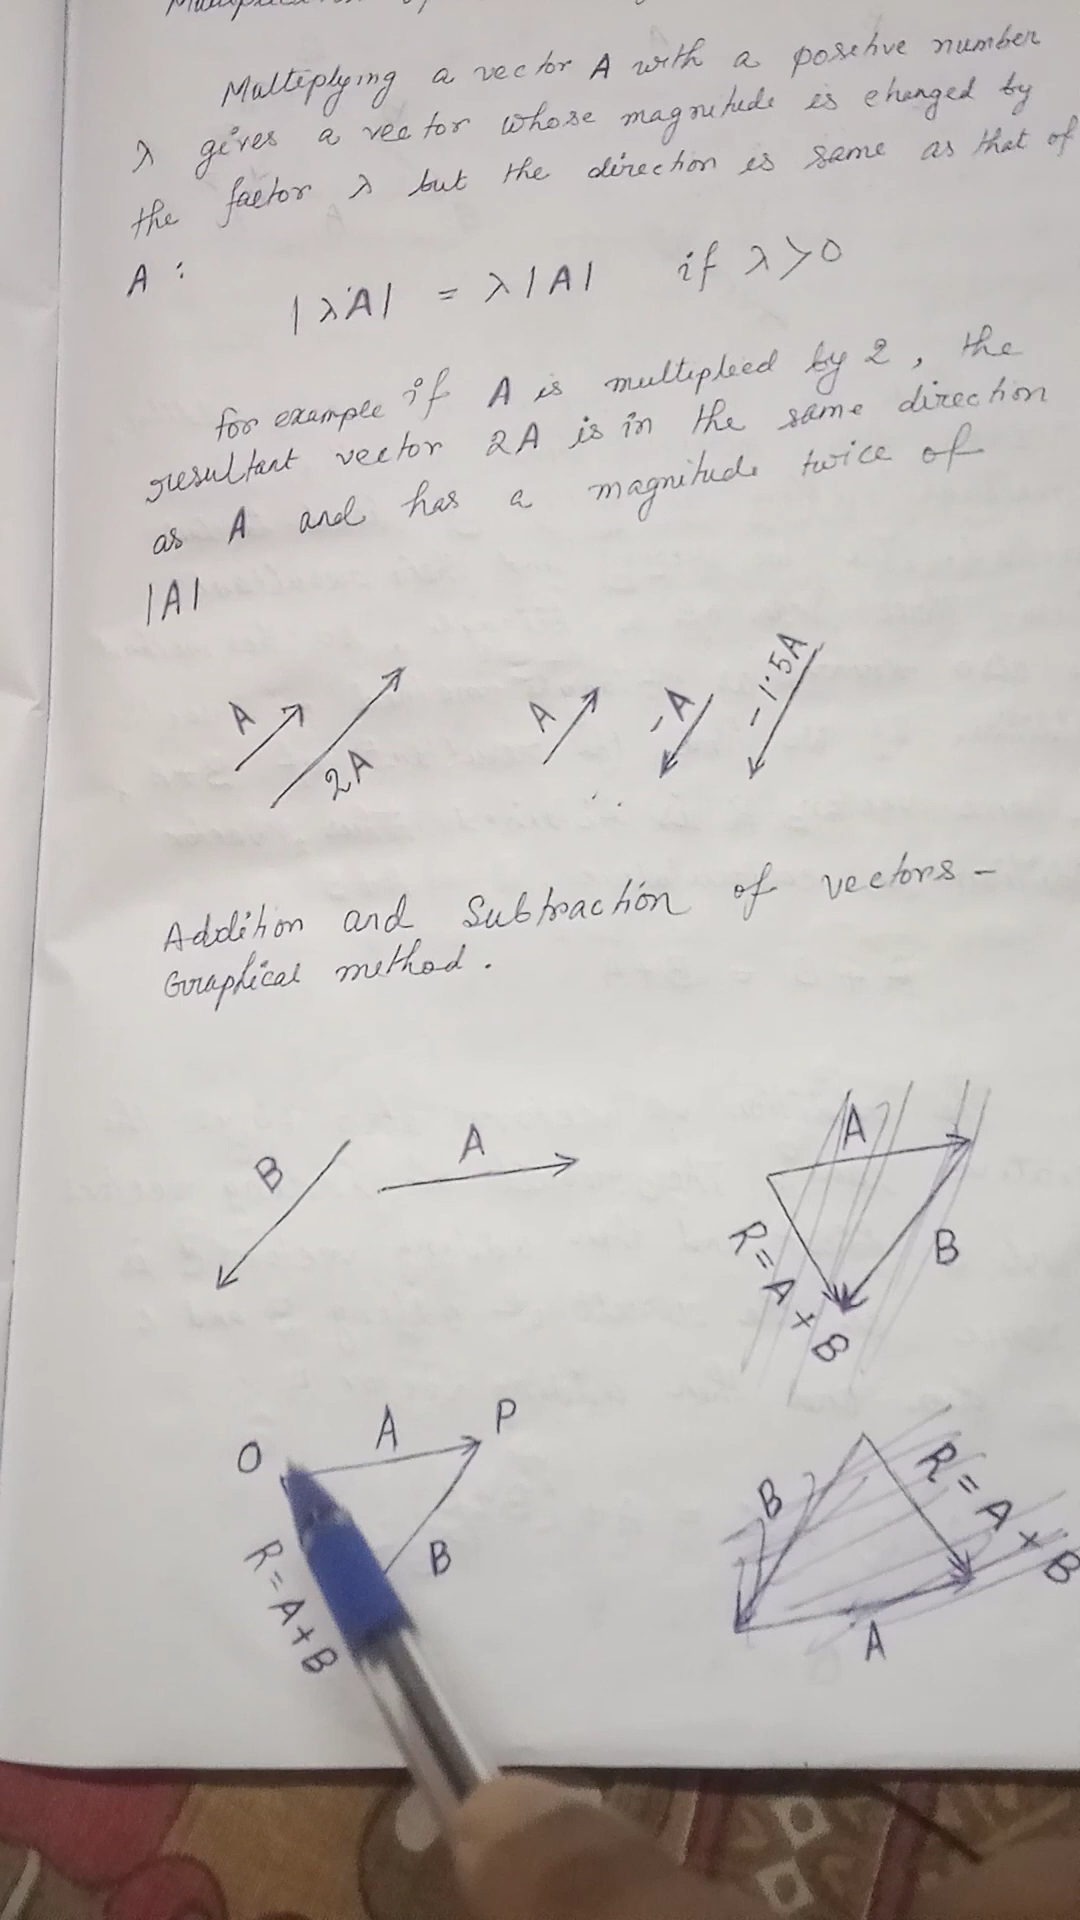 Multiplying a vector A with a positive number
λ gives a vector whose magnitude is changed by
the factor λ but the direction is same as that of
A :
|λA| = λ|A| if λ>0
for example if A is multiplied by 2, the
resultant vector 2A is in the same direction
as A and has a magnitude twice of
|A|
A
2A
A
-A
-1.5A
Addition and Subtraction of vectors -
Graphical method.
B
A
A
B
R = A + B
O
A
P
B
R = A+B
B
R = A + B
A